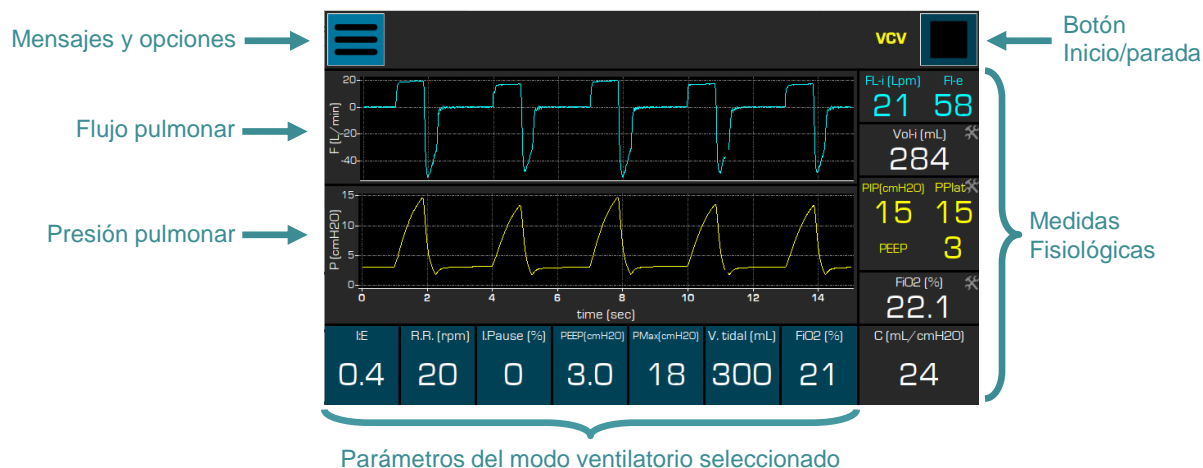 Mensajes y opciones
VCV
Botón
Inicio/parada
Flujo pulmonar
F (L/min)
20
0
-20
-40
FL-i (Lpm) Fl-e
21 58
Vol-i (mL)
284
Presión pulmonar
P (cmH2O)
15
10
5
0
0 2 4 6 8 10 12 14
time (sec)
PIP(cmH2O) PPlat
15 15
PEEP 3
FiO2 (%)
22.1
Medidas
Fisiológicas
I:E R.R. (rpm) I.Pause (%) PEEP(cmH2O) PMax(cmH2O) V. tidal (mL) FiO2 (%) C (mL/cmH2O)
0.4 20 0 3.0 18 300 21 24
Parámetros del modo ventilatorio seleccionado